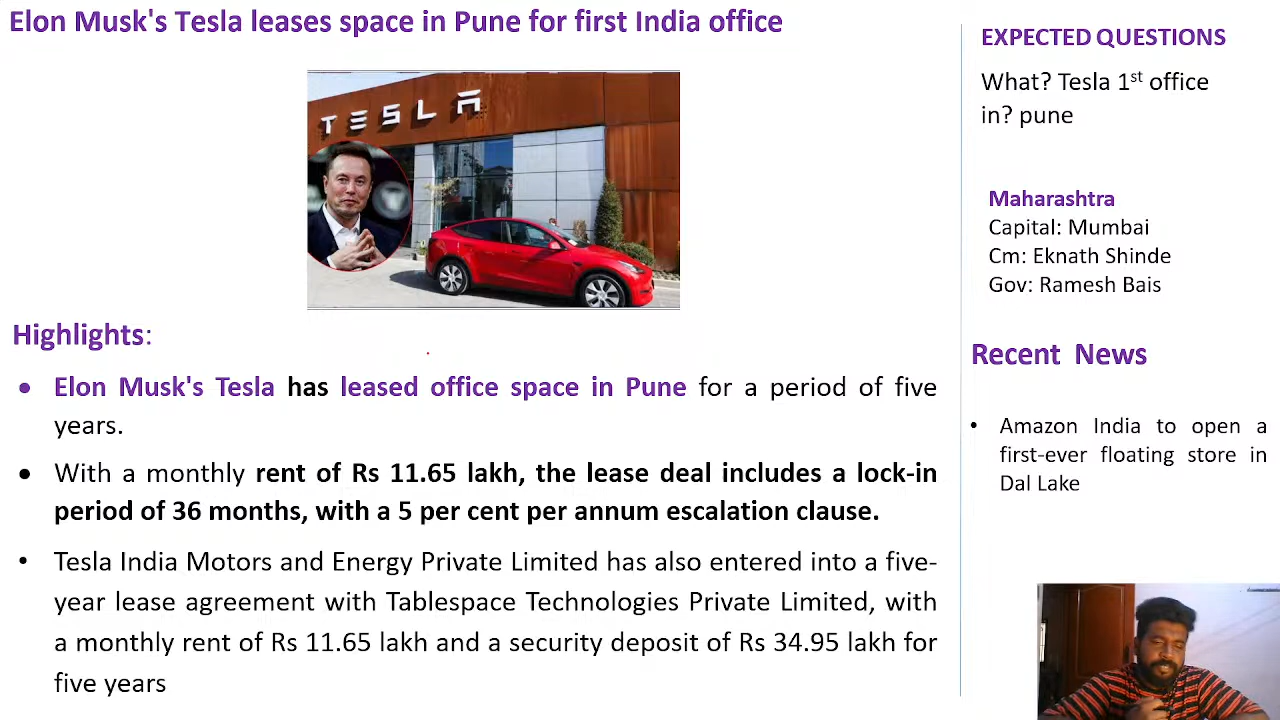 Elon Musk's Tesla leases space in Pune for first India office
TESLA
Highlights:
• Elon Musk's Tesla has leased office space in Pune for a period of five
years.
• With a monthly rent of Rs 11.65 lakh, the lease deal includes a lock-in
period of 36 months, with a 5 per cent per annum escalation clause.
• Tesla India Motors and Energy Private Limited has also entered into a five-
year lease agreement with Tablespace Technologies Private Limited, with
a monthly rent of Rs 11.65 lakh and a security deposit of Rs 34.95 lakh for
five years
EXPECTED QUESTIONS
What? Tesla 1st office
in? pune
Maharashtra
Capital: Mumbai
Cm: Eknath Shinde
Gov: Ramesh Bais
Recent News
• Amazon India to open a
first-ever floating store in
Dal Lake